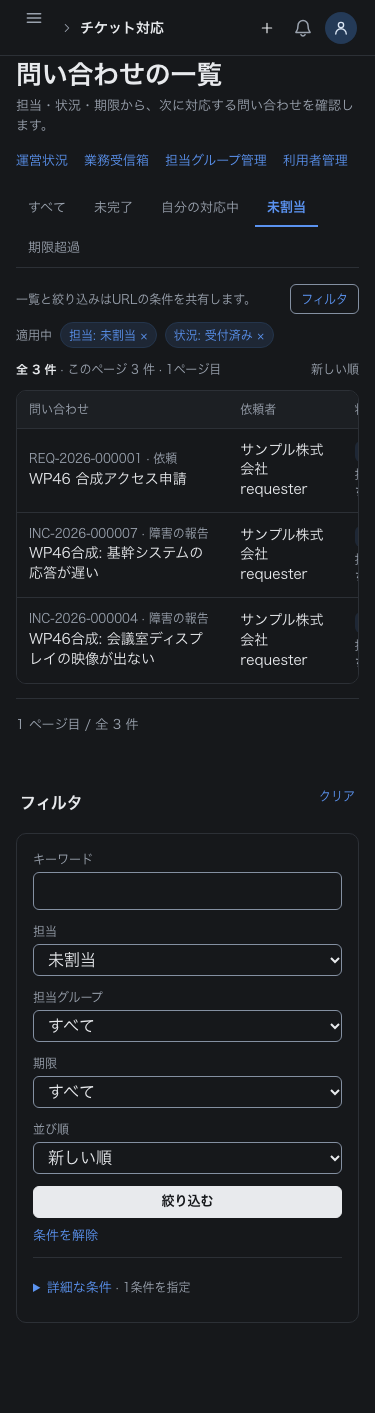 チケット対応
問い合わせの一覧
担当・状況・期限から、次に対応する問い合わせを確認し
ます。
運営状況 業務受信箱 担当グループ管理 利用者管理
すべて 未完了 自分の対応中 未割当
期限超過
一覧と絞り込みはURLの条件を共有します。 フィルタ
適用中 担当: 未割当 × 状況: 受付済み ×
全 3 件 · このページ 3 件 · 1ページ目 新しい順
問い合わせ 依頼者
REQ-2026-000001 · 依頼
WP46 合成アクセス申請
サンプル株式
会社
requester
INC-2026-000007 · 障害の報告
WP46合成: 基幹システムの
応答が遅い
サンプル株式
会社
requester
INC-2026-000004 · 障害の報告
WP46合成: 会議室ディスプ
レイの映像が出ない
サンプル株式
会社
requester
1 ページ目 / 全 3 件
フィルタ クリア
キーワード
担当
未割当
担当グループ
すべて
期限
すべて
並び順
新しい順
絞り込む
条件を解除
詳細な条件 · 1条件を指定